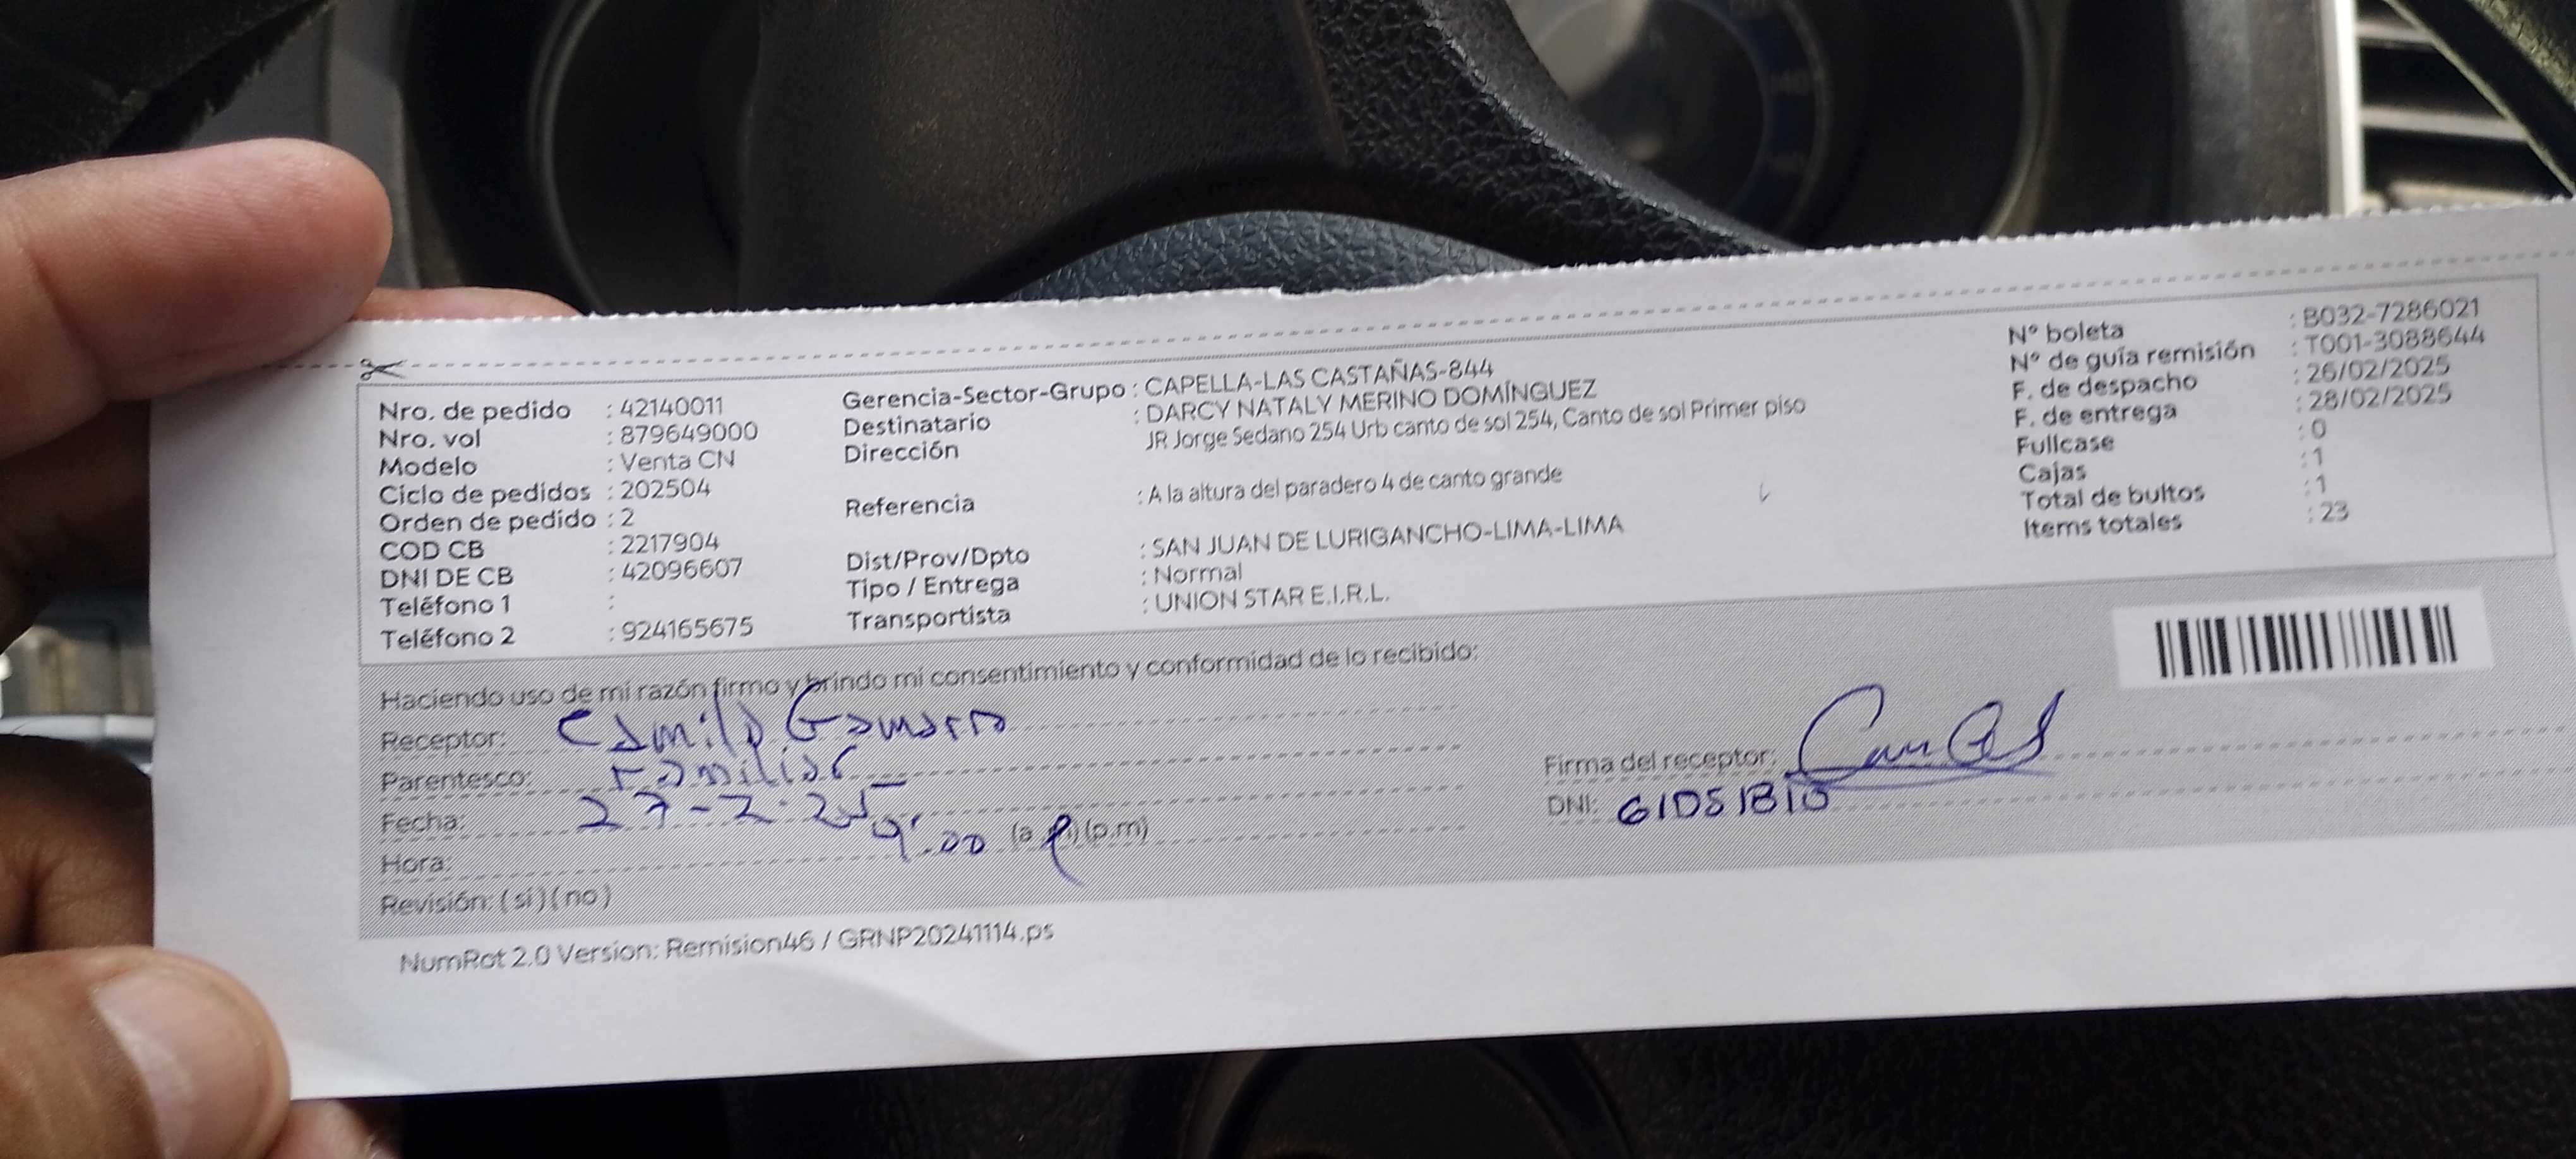 Nro. de pedido : 42140011
Nro. vol : 879649000
Modelo : Venta CN
Ciclo de pedidos : 202504
Orden de pedido : 2
COD CB : 2217904
DNI DE CB : 42096607
Teléfono 1 :
Teléfono 2 : 924165675
Gerencia-Sector-Grupo : CAPELLA-LAS CASTAÑAS-844
Destinatario : DARCY NATALY MERINO DOMÍNGUEZ
Dirección JR Jorge Sedano 254 Urb canto de sol 254, Canto de sol Primer piso
Referencia : A la altura del paradero 4 de canto grande
Dist/Prov/Dpto : SAN JUAN DE LURIGANCHO-LIMA-LIMA
Tipo / Entrega : Normal
Transportista : UNION STAR E.I.R.L.
N° boleta : B032-7286021
N° de guía remisión : T001-3088644
F. de despacho : 26/02/2025
F. de entrega : 28/02/2025
Fullcase : 0
Cajas : 1
Total de bultos : 1
Items totales : 23
Haciendo uso de mi razón firmo y brindo mi consentimiento y conformidad de lo recibido:
Receptor: Camila Gamarra
Parentesco: Familiar
Fecha: 27-2-25
Hora: 9:00 (p.m)
Revisión: (si) (no)
Firma del receptor:
DNI:
NumRot 2.0 Version: Remision46 / GRNP20241114.ps